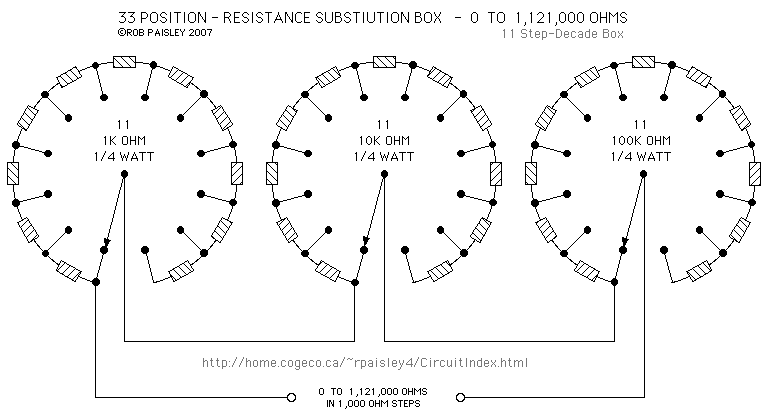 33 POSITION - RESISTANCE SUBSTIUTION BOX - 0 TO 1,121,000 OHMS
©ROB PAISLEY 2007
11 Step-Decade Box
11
1K OHM
1/4 WATT
11
10K OHM
1/4 WATT
11
100K OHM
1/4 WATT
http://home.cogeco.ca/~rpaisley4/CircuitIndex.html
0 TO 1,121,000 OHMS
IN 1,000 OHM STEPS